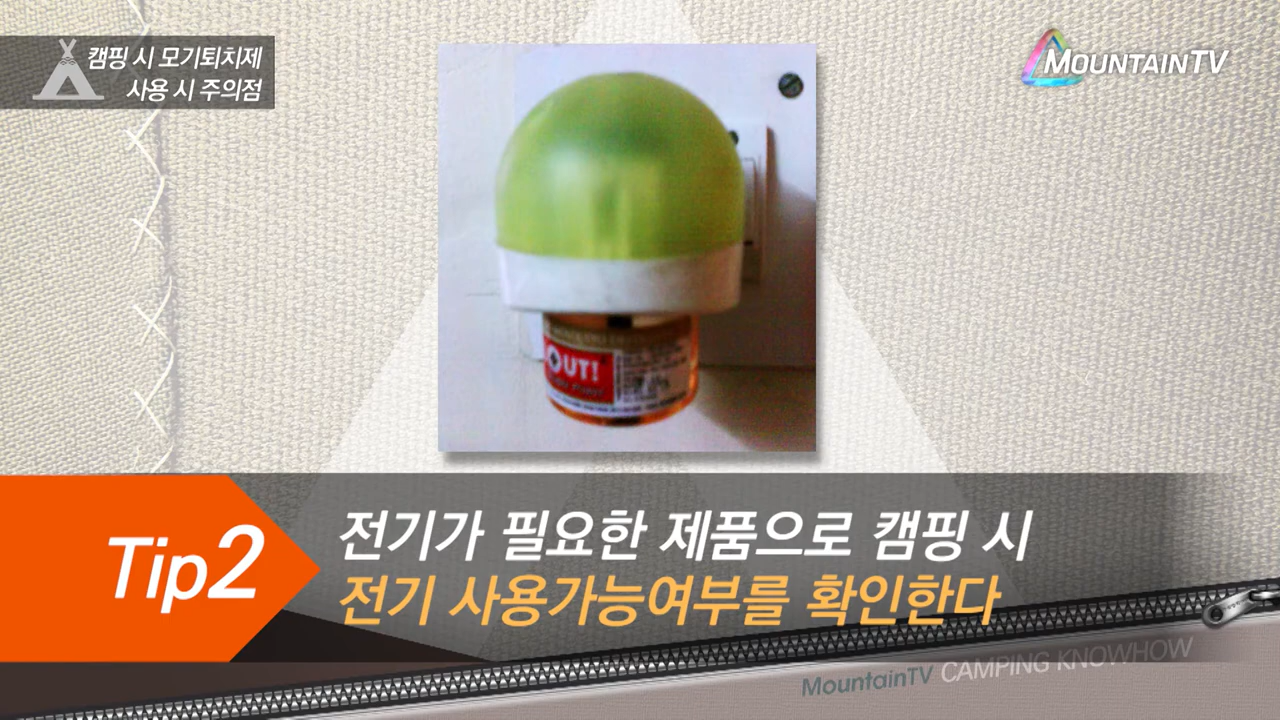 캠핑 시 모기퇴치제
사용 시 주의점
MOUNTAINTV
OUT!
Tip2
전기가 필요한 제품으로 캠핑 시
전기 사용가능여부를 확인한다
MountainTV CAMPING KNOWHOW